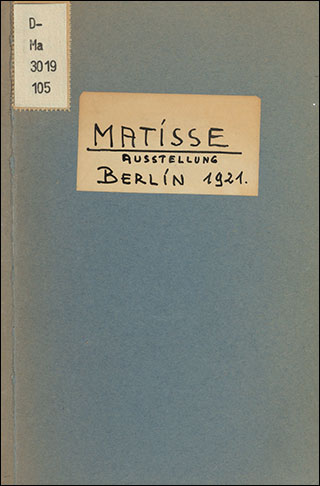 D-
Ma
3019
105
MATISSE
AUSSTELLUNG
BERLIN 1921.